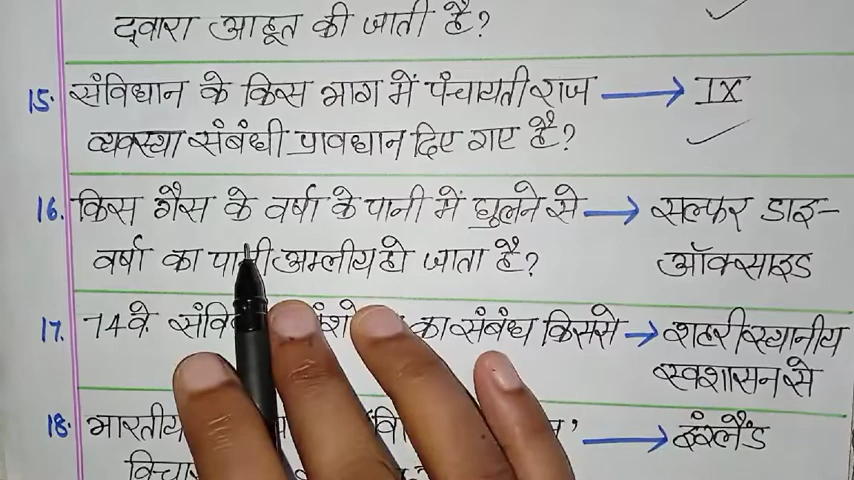 द्वारा आहूत की जाती है?
15. संविधान के किस भाग में पंचायती राज → IX
व्यवस्था संबंधी प्रावधान दिए गए है?
16. किस गैस के वर्षा के पानी में घुलने से → सल्फर डाइ-
वर्षा का पानी अम्लीय हो जाता है? ऑक्साइड
17. 74वे का संबंध किससे → शहरी स्थानीय
स्वशासन से
18. भारतीय → इंग्लैंड